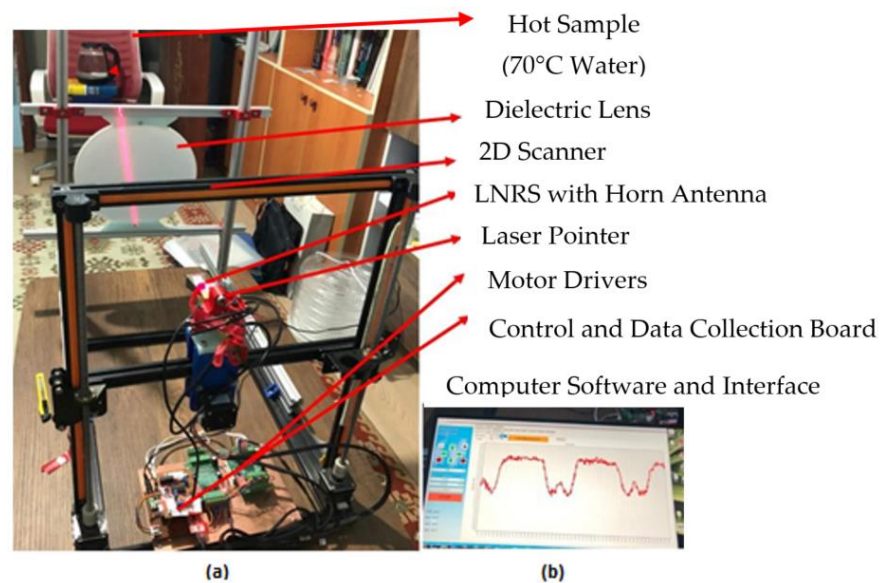 Hot Sample
(70°C Water)
Dielectric Lens
2D Scanner
LNRS with Horn Antenna
Laser Pointer
Motor Drivers
Control and Data Collection Board
Computer Software and Interface
(a)
(b)